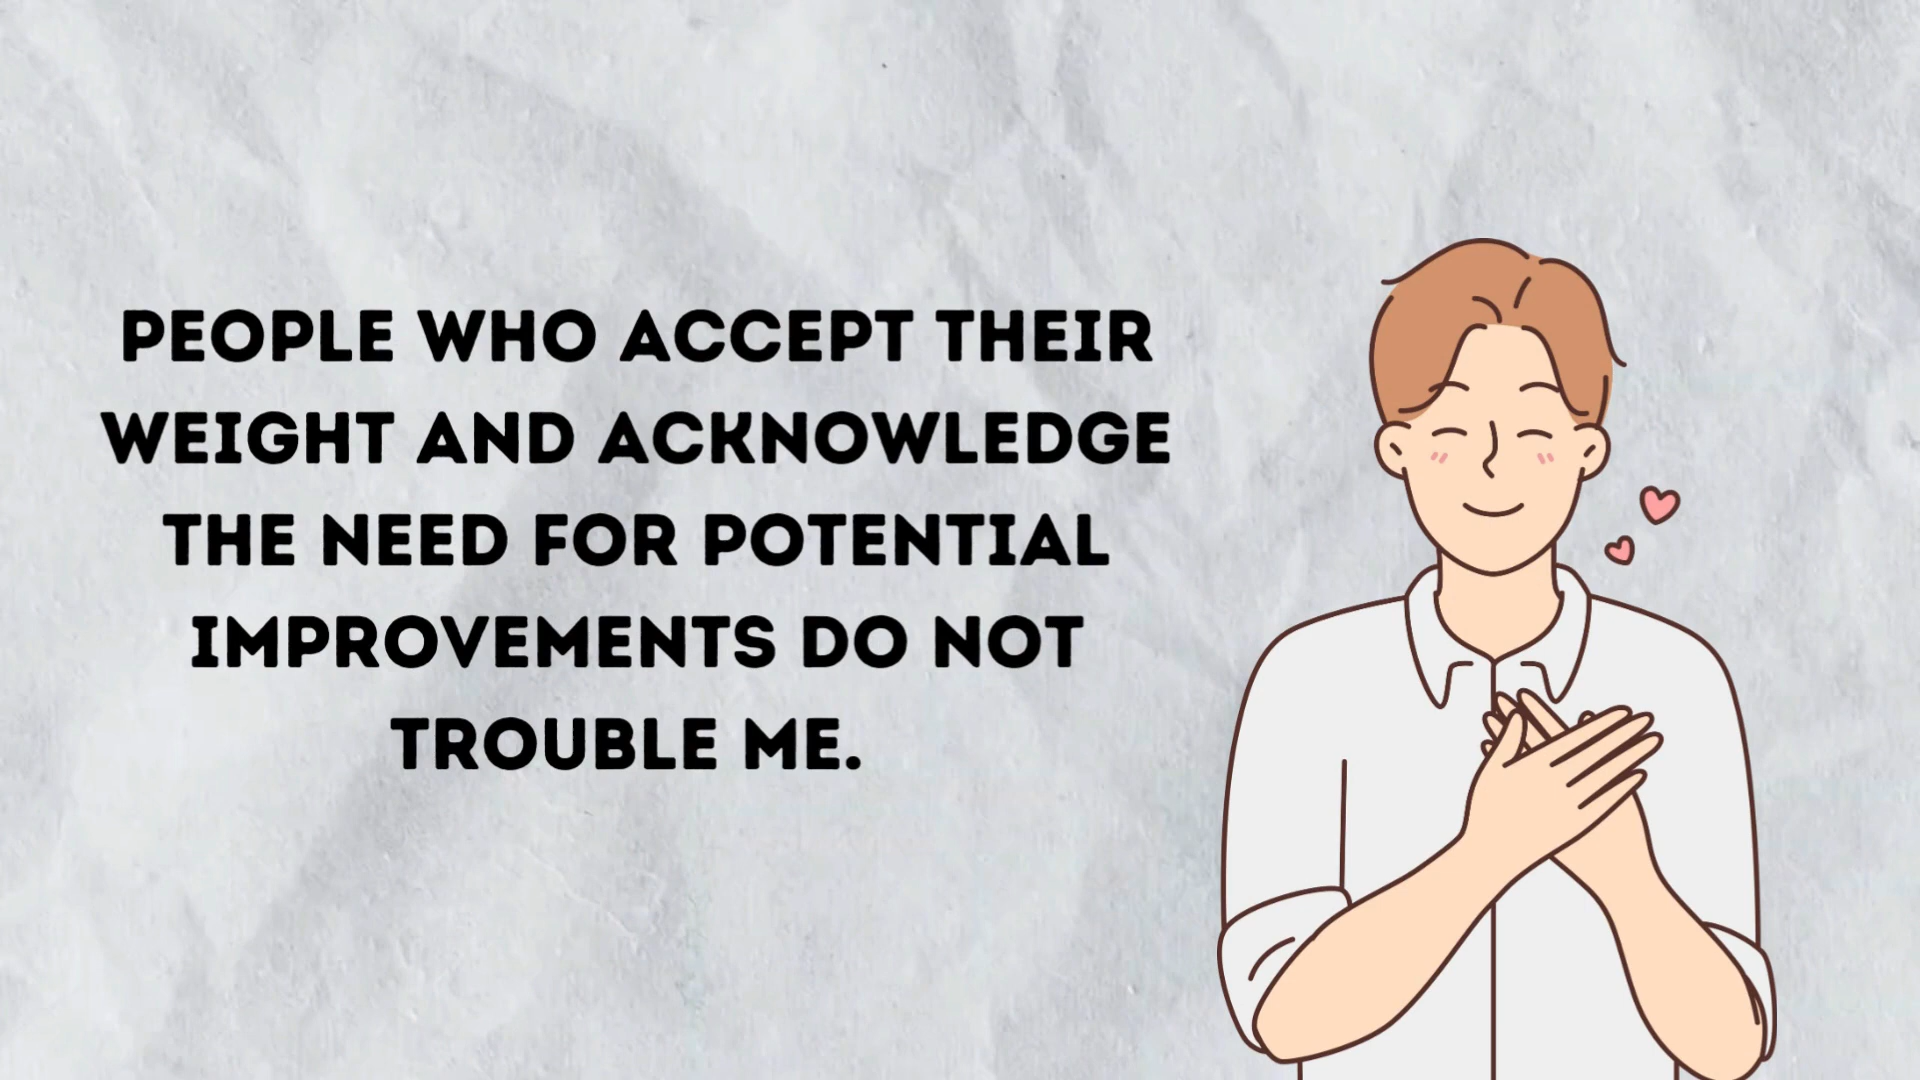 PEOPLE WHO ACCEPT THEIR
WEIGHT AND ACKNOWLEDGE
THE NEED FOR POTENTIAL
IMPROVEMENTS DO NOT
TROUBLE ME.